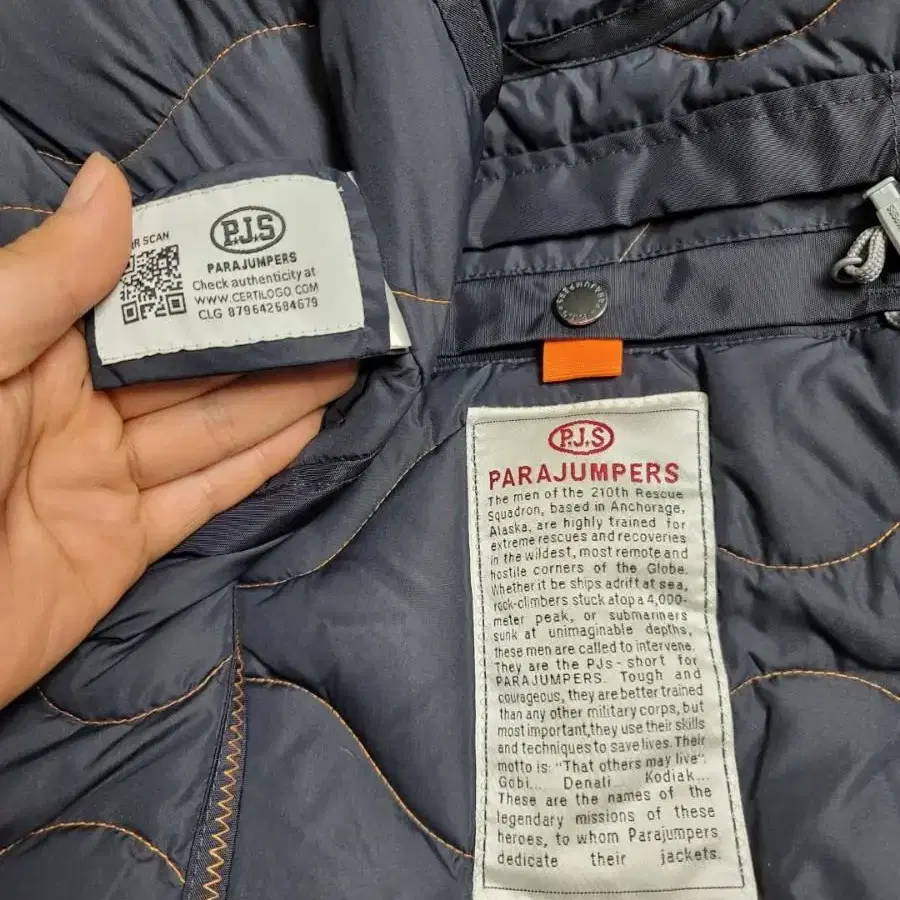 R SCAN
P.J.S
PARAJUMPERS
Check authenticity at
WWW.CERTILOGO.COM
CLG 879642684679
P.J.S
PARAJUMPERS
The men of the 210th Rescue
Squadron, based in Anchorage,
Alaska, are highly trained for
extreme rescues and recoveries
in the wildest, most remote and
hostile corners of the Globe.
Whether it be ships adrift at sea,
rock-climbers stuck atop a 4,000-
meter peak, or submariners
sunk at unimaginable depths,
these men are called to intervene.
They are the PJs - short for
PARAJUMPERS. Tough and
courageous, they are better trained
than any other military corps, but
most important, they use their skills
and techniques to save lives. Their
motto is: "That others may live".
Gobi... Denali Kodiak...
These are the names of the
legendary missions of these
heroes, to whom Parajumpers
dedicate their jackets.